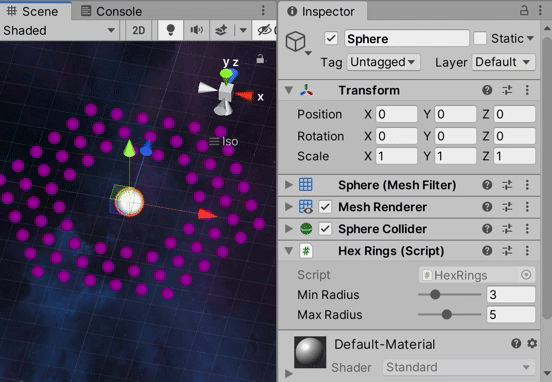 Scene Console
Shaded 2D
y z
x
Iso
Inspector
Sphere Static
Tag Untagged Layer Default
Transform
Position X 0 Y 0 Z 0
Rotation X 0 Y 0 Z 0
Scale X 1 Y 1 Z 1
Sphere (Mesh Filter)
Mesh Renderer
Sphere Collider
Hex Rings (Script)
Script # HexRings
Min Radius 3
Max Radius 5
Default-Material
Shader Standard